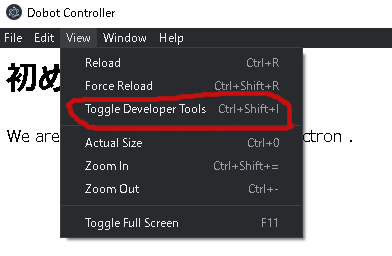 Dobot Controller
File Edit View Window Help
Reload Ctrl+R
Force Reload Ctrl+Shift+R
Toggle Developer Tools Ctrl+Shift+I
Actual Size Ctrl+0
Zoom In Ctrl+Shift+=
Zoom Out Ctrl+-
Toggle Full Screen F11
初め
We are
ctron .